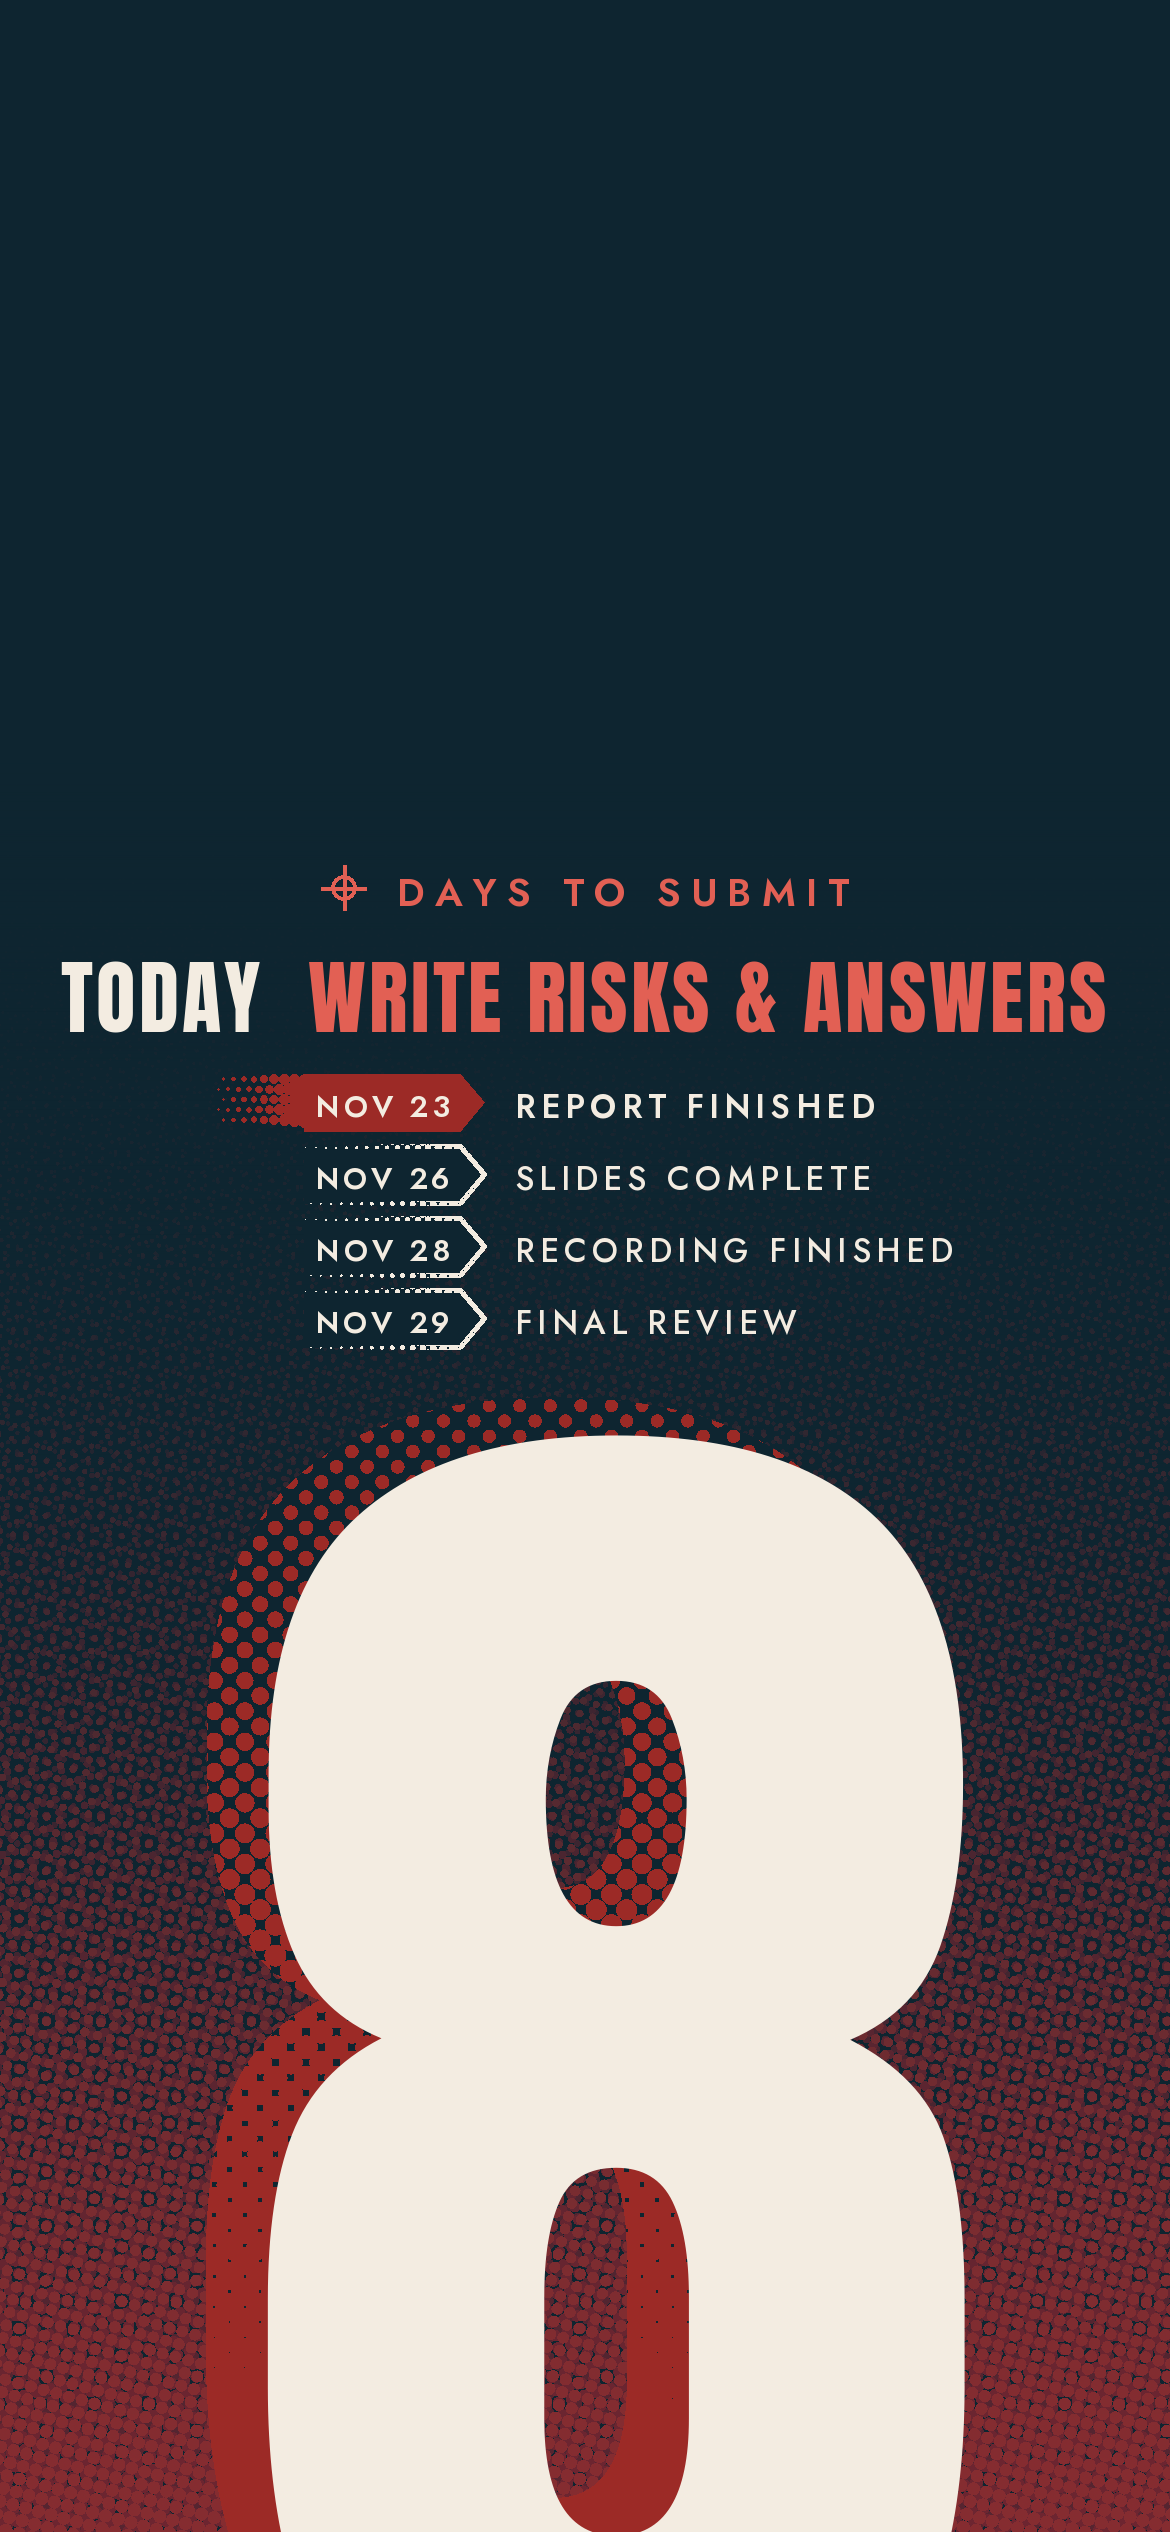 DAYS TO SUBMIT
TODAY WRITE RISKS & ANSWERS
NOV 23 REPORT FINISHED
NOV 26 SLIDES COMPLETE
NOV 28 RECORDING FINISHED
NOV 29 FINAL REVIEW
8